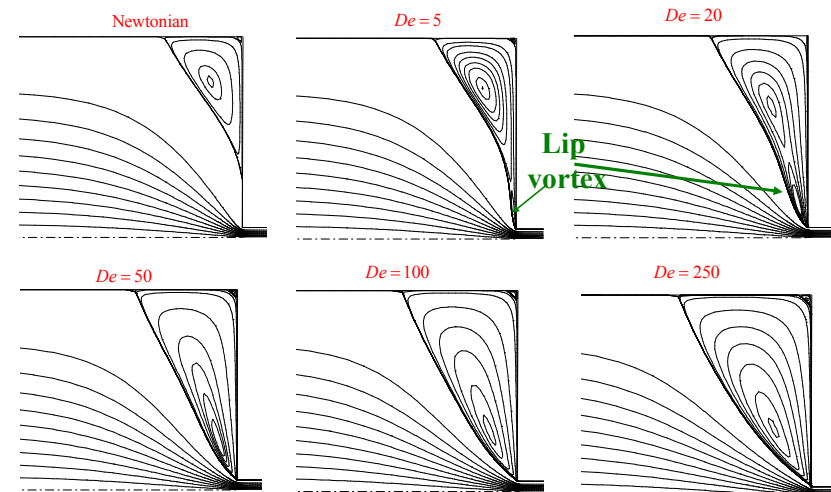 Newtonian
De = 5
De = 20
Lip
vortex
De = 50
De = 100
De = 250